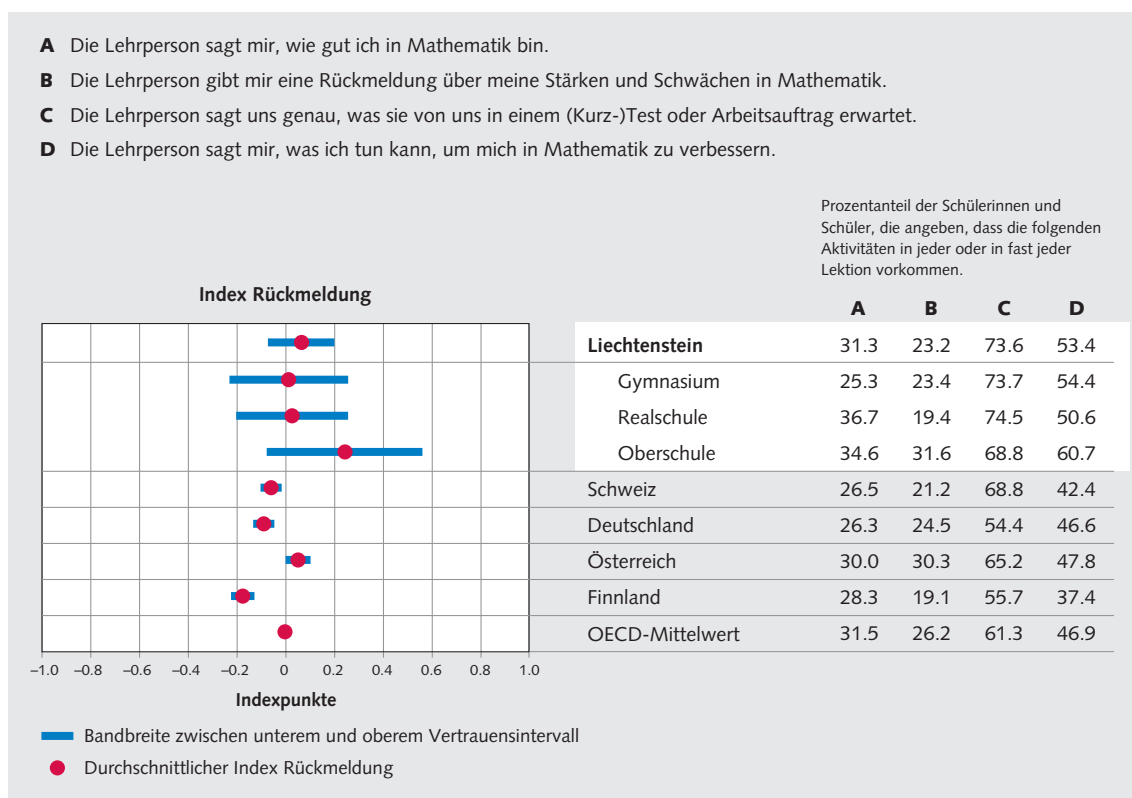 A Die Lehrperson sagt mir, wie gut ich in Mathematik bin.
B Die Lehrperson gibt mir eine Rückmeldung über meine Stärken und Schwächen in Mathematik.
C Die Lehrperson sagt uns genau, was sie von uns in einem (Kurz-)Test oder Arbeitsauftrag erwartet.
D Die Lehrperson sagt mir, was ich tun kann, um mich in Mathematik zu verbessern.
Prozentanteil der Schülerinnen und
Schüler, die angeben, dass die folgenden
Aktivitäten in jeder oder in fast jeder
Lektion vorkommen.
Index Rückmeldung
A B C D
Liechtenstein 31.3 23.2 73.6 53.4
Gymnasium 25.3 23.4 73.7 54.4
Realschule 36.7 19.4 74.5 50.6
Oberschule 34.6 31.6 68.8 60.7
Schweiz 26.5 21.2 68.8 42.4
Deutschland 26.3 24.5 54.4 46.6
Österreich 30.0 30.3 65.2 47.8
Finnland 28.3 19.1 55.7 37.4
OECD-Mittelwert 31.5 26.2 61.3 46.9
–1.0 –0.8 –0.6 –0.4 –0.2 0 0.2 0.4 0.6 0.8 1.0
Indexpunkte
Bandbreite zwischen unterem und oberem Vertrauensintervall
Durchschnittlicher Index Rückmeldung